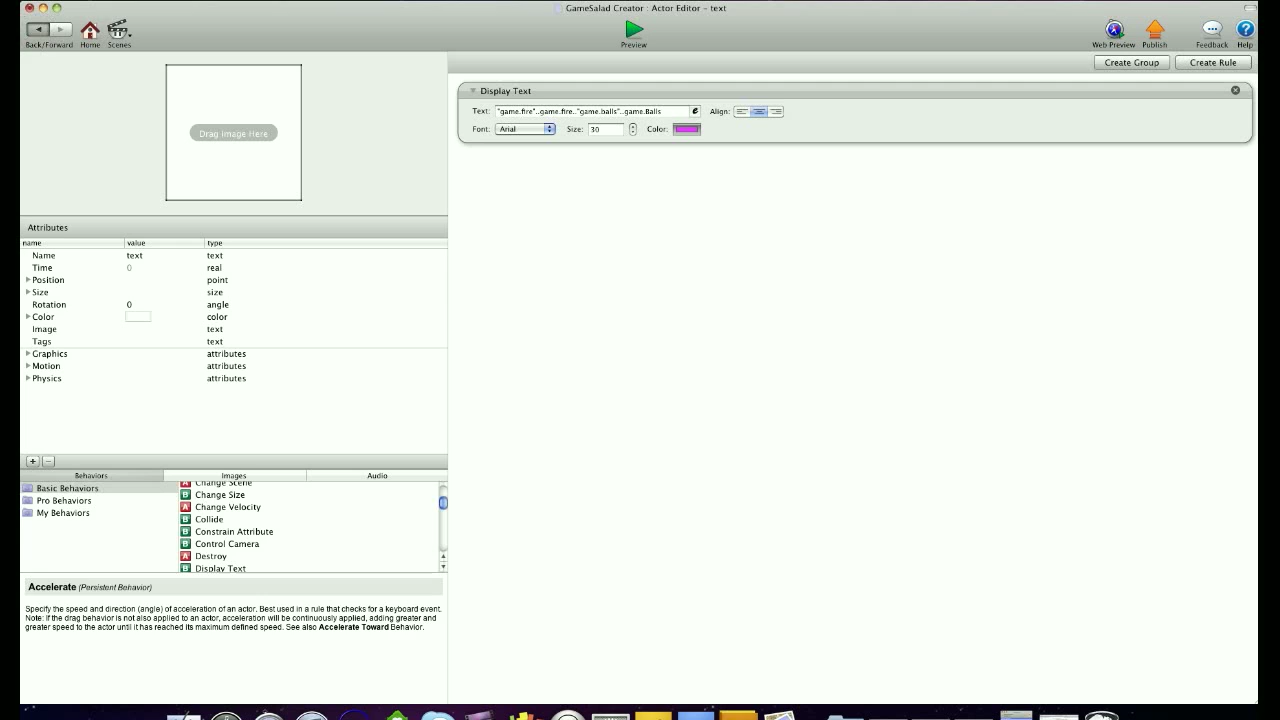 GameSalad Creator : Actor Editor - text
Back/Forward Home Scenes Preview Web Preview Publish Feedback Help
Create Group Create Rule
Drag Image Here
Display Text
Text: "game.fire"..game.fire.."game.balls"..game.Balls Align:
Font: Arial Size: 30 Color:
Attributes
name value type
Name text text
Time 0 real
Position point
Size size
Rotation 0 angle
Color color
Image text
Tags text
Graphics attributes
Motion attributes
Physics attributes
Behaviors Images Audio
Basic Behaviors
Pro Behaviors
My Behaviors
A Change Scene
B Change Size
A Change Velocity
B Collide
B Constrain Attribute
B Control Camera
A Destroy
B Display Text
Accelerate (Persistent Behavior)
Specify the speed and direction (angle) of acceleration of an actor. Best used in a rule that checks for a keyboard event.
Note: If the drag behavior is not also applied to an actor, acceleration will be continuously applied, adding greater and
greater speed to the actor until it has reached its maximum defined speed. See also Accelerate Toward Behavior.